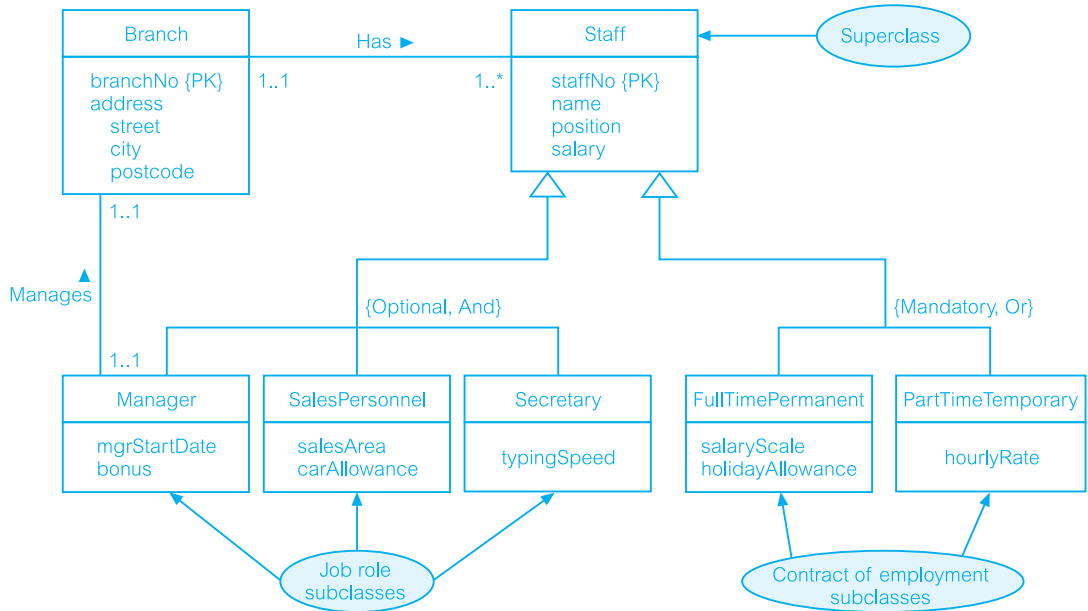 Branch
branchNo {PK}
address
street
city
postcode
Has ►
1..1
1..*
Staff
staffNo {PK}
name
position
salary
Superclass
1..1
Manages
▲
1..1
{Optional, And}
{Mandatory, Or}
Manager
mgrStartDate
bonus
SalesPersonnel
salesArea
carAllowance
Secretary
typingSpeed
FullTimePermanent
salaryScale
holidayAllowance
PartTimeTemporary
hourlyRate
Job role
subclasses
Contract of employment
subclasses